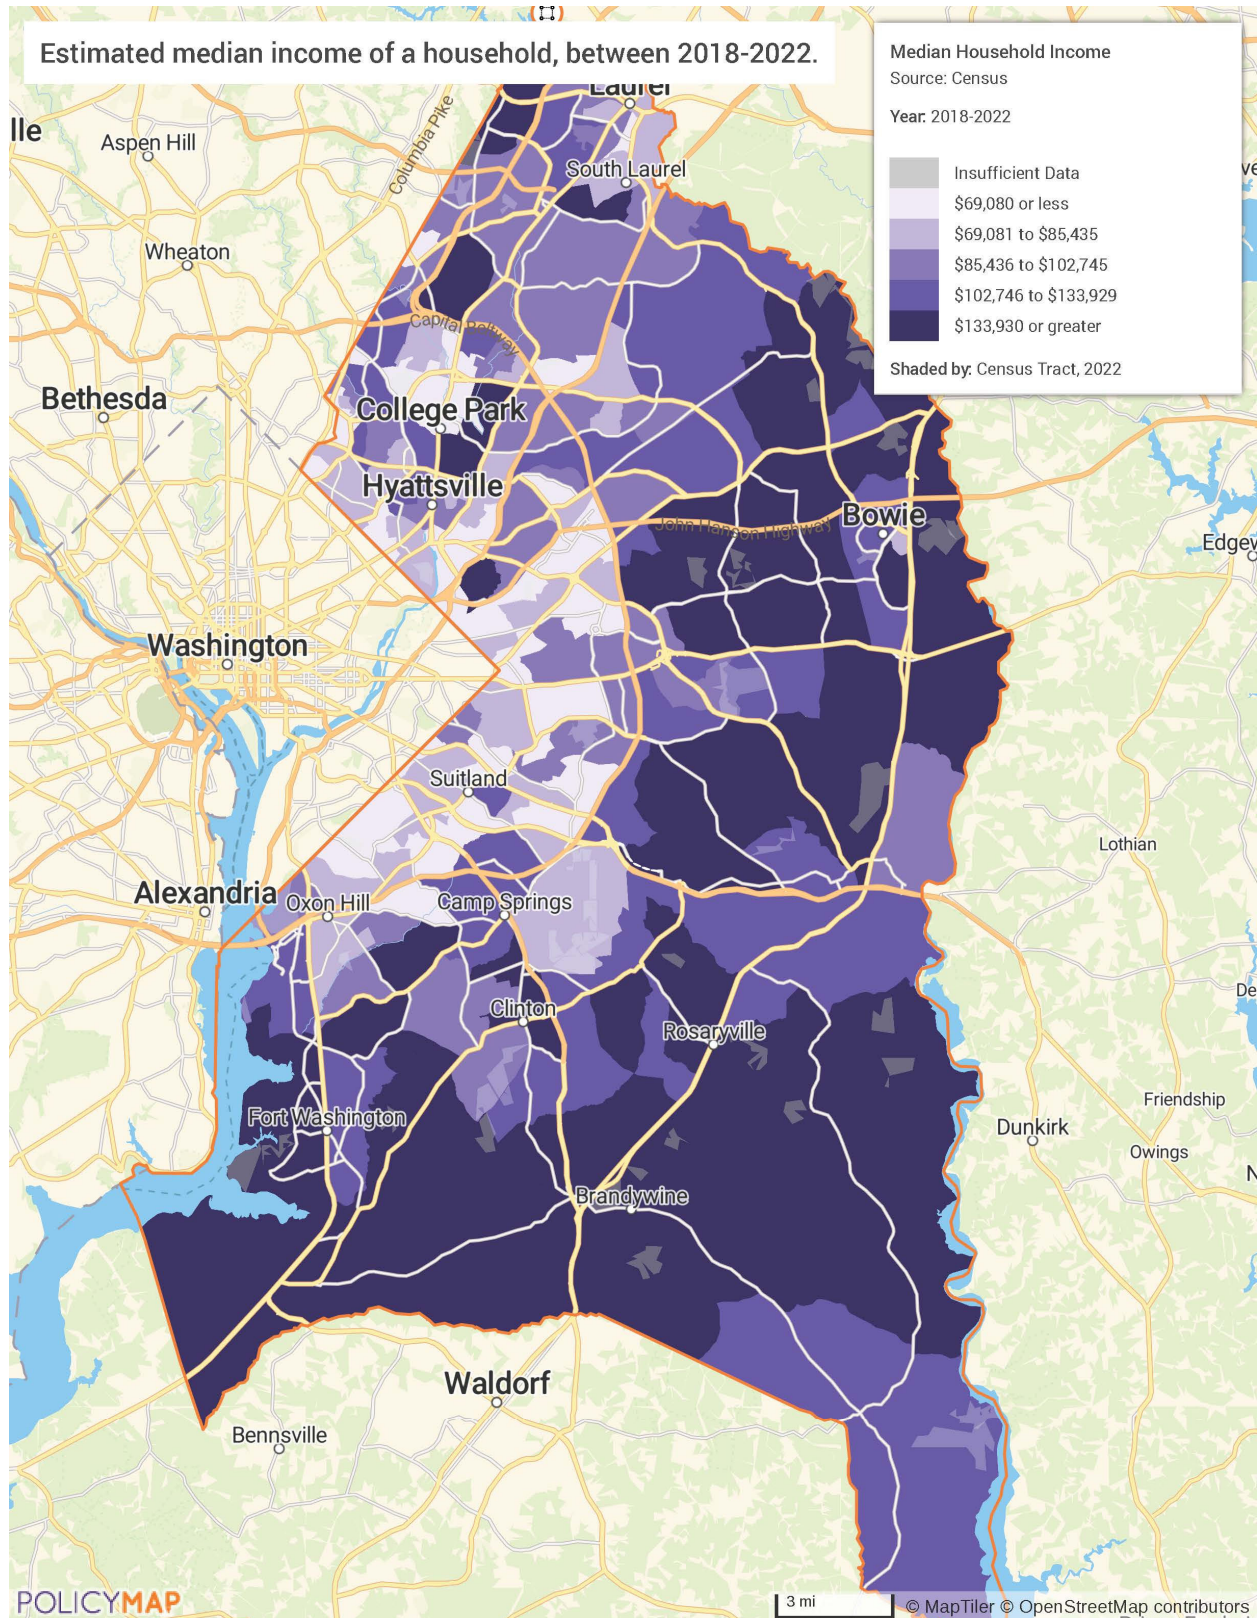 Estimated median income of a household, between 2018-2022.
Median Household Income
Source: Census
Year: 2018-2022
Insufficient Data
$69,080 or less
$69,081 to $85,435
$85,436 to $102,745
$102,746 to $133,929
$133,930 or greater
Shaded by: Census Tract, 2022
Laurel
lle
Aspen Hill
Columbia Pike
South Laurel
ve
Wheaton
Capital Beltway
Bethesda
College Park
Hyattsville
John Hanson Highway
Bowie
Edgew
Washington
Suitland
Lothian
Alexandria
Oxon Hill
Camp Springs
De
Clinton
Rosaryville
Friendship
Fort Washington
Dunkirk
Owings
N
Brandywine
Waldorf
Bennsville
POLICYMAP
3 mi
© MapTiler © OpenStreetMap contributors